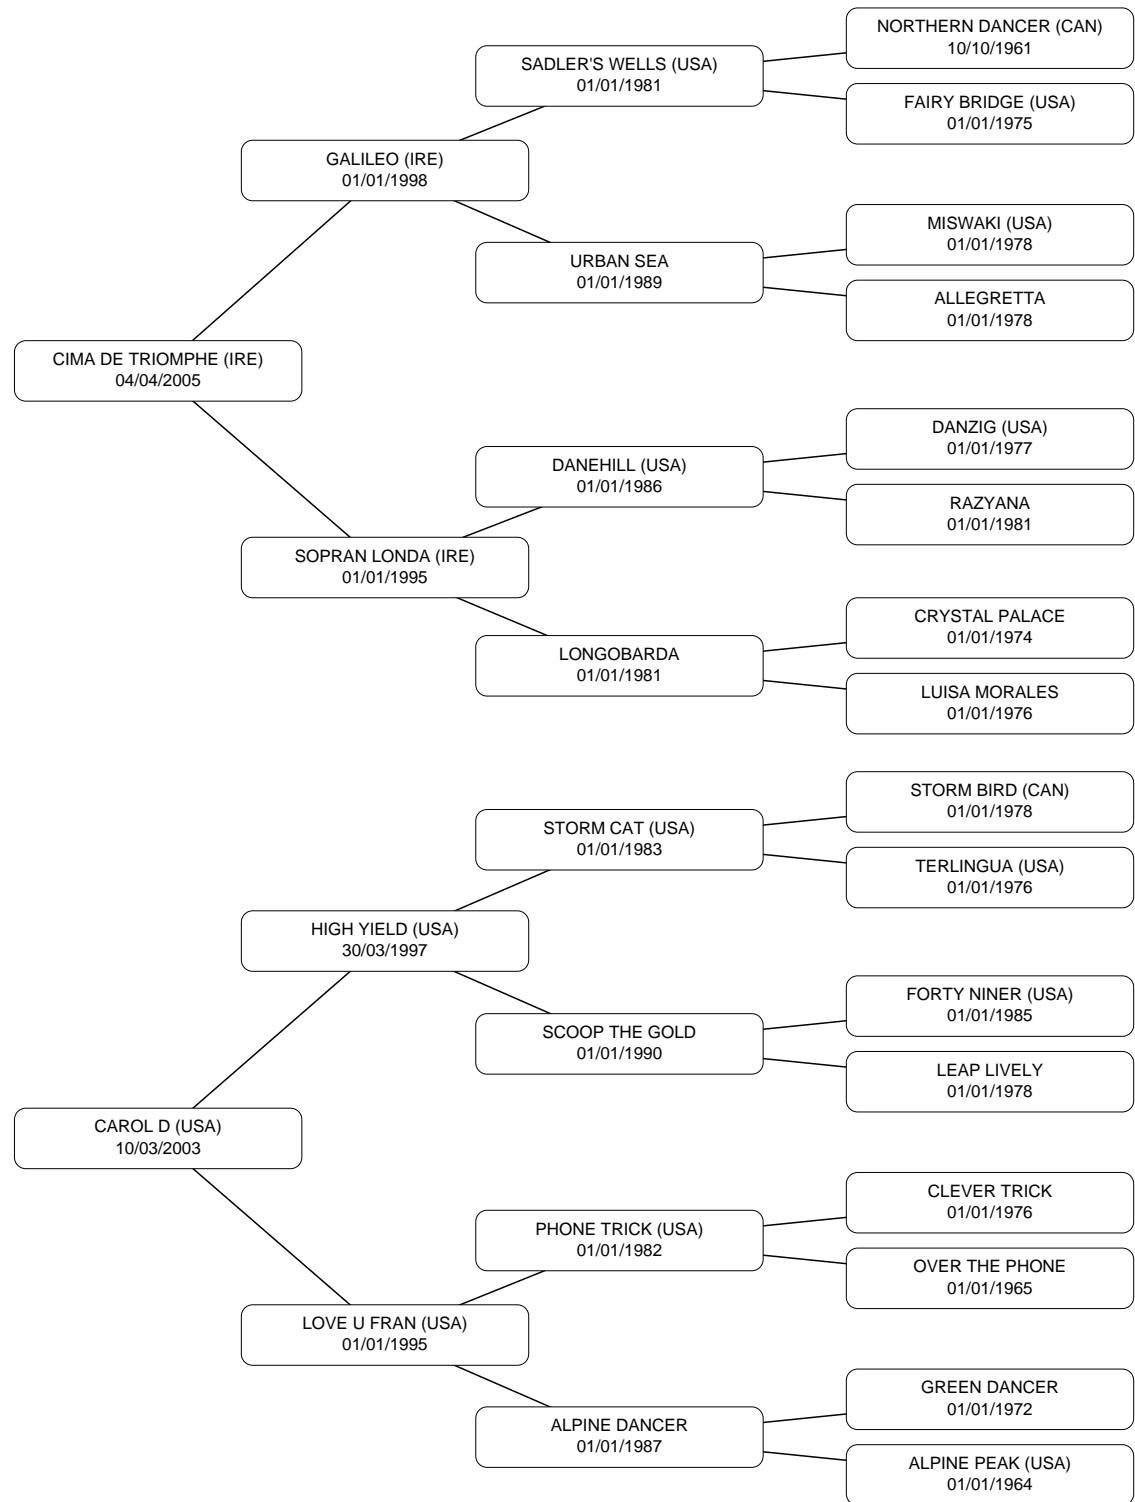 NORTHERN DANCER (CAN)
10/10/1961
SADLER'S WELLS (USA)
01/01/1981
FAIRY BRIDGE (USA)
01/01/1975
GALILEO (IRE)
01/01/1998
MISWAKI (USA)
01/01/1978
URBAN SEA
01/01/1989
ALLEGRETTA
01/01/1978
CIMA DE TRIOMPHE (IRE)
04/04/2005
DANZIG (USA)
01/01/1977
DANEHILL (USA)
01/01/1986
RAZYANA
01/01/1981
SOPRAN LONDA (IRE)
01/01/1995
CRYSTAL PALACE
01/01/1974
LONGOBARDA
01/01/1981
LUISA MORALES
01/01/1976
STORM BIRD (CAN)
01/01/1978
STORM CAT (USA)
01/01/1983
TERLINGUA (USA)
01/01/1976
HIGH YIELD (USA)
30/03/1997
FORTY NINER (USA)
01/01/1985
SCOOP THE GOLD
01/01/1990
LEAP LIVELY
01/01/1978
CAROL D (USA)
10/03/2003
CLEVER TRICK
01/01/1976
PHONE TRICK (USA)
01/01/1982
OVER THE PHONE
01/01/1965
LOVE U FRAN (USA)
01/01/1995
GREEN DANCER
01/01/1972
ALPINE DANCER
01/01/1987
ALPINE PEAK (USA)
01/01/1964